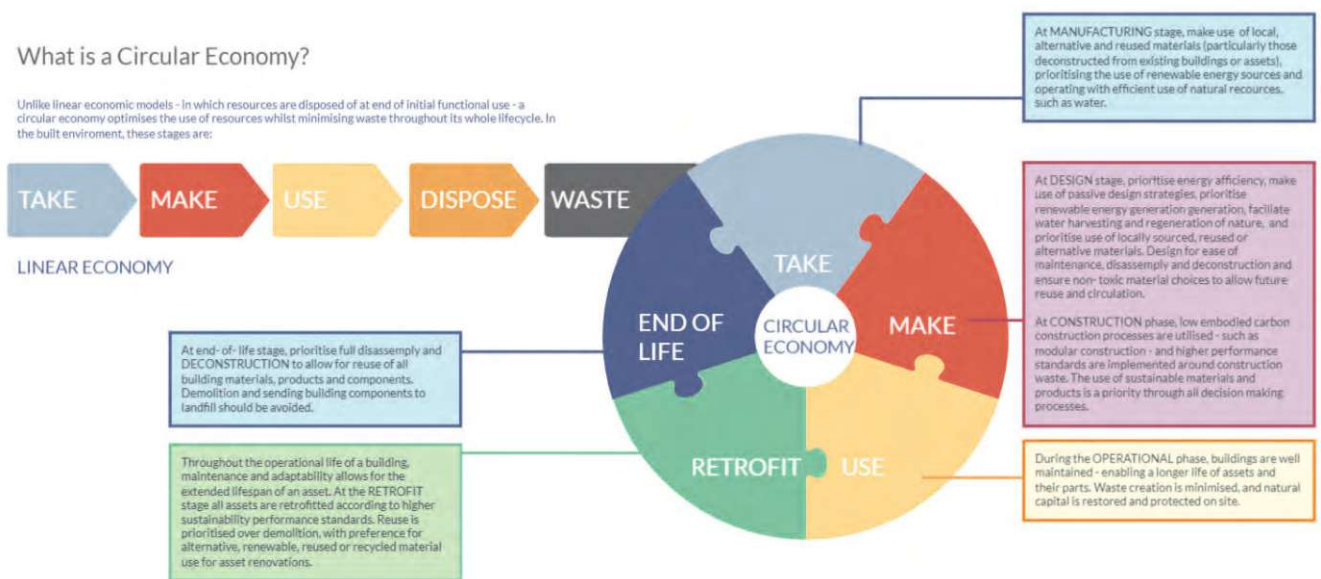 What is a Circular Economy?
Unlike linear economic models - in which resources are disposed of at end of initial functional use - a
circular economy optimises the use of resources whilst minimising waste throughout its whole lifecycle. In
the built enviroment, these stages are:
TAKE
MAKE
USE
DISPOSE
WASTE
LINEAR ECONOMY
TAKE
MAKE
USE
RETROFIT
END OF
LIFE
CIRCULAR
ECONOMY
At MANUFACTURING stage, make use of local,
alternative and reused materials (particularly those
deconstructed from existing buildings or assets),
prioritising the use of renewable energy sources and
operating with efficient use of natural recources,
such as water.
At DESIGN stage, prioritise energy afficiency, make
use of passive design strategies, prioritise
renewable energy generation generation, faciliate
water harvesting and regeneration of nature, and
prioritise use of locally sourced, reused or
alternative materials. Design for ease of
maintenance, disassemply and deconstruction and
ensure non- toxic material choices to allow future
reuse and circulation.
At CONSTRUCTION phase, low embodied carbon
construction processes are utilised - such as
modular construction - and higher performance
standards are implemented around construction
waste. The use of sustainable materials and
products is a priority through all decision making
processes.
During the OPERATIONAL phase, buildings are well
maintained - enabling a longer life of assets and
their parts. Waste creation is minimised, and natural
capital is restored and protected on site.
At end- of- life stage, prioritise full disassemply and
DECONSTRUCTION to allow for reuse of all
building materials, products and components.
Demolition and sending building components to
landfill should be avoided.
Throughout the operational life of a building,
maintenance and adaptability allows for the
extended lifespan of an asset. At the RETROFIT
stage all assets are retrofitted according to higher
sustainability performance standards. Reuse is
prioritised over demolition, with preference for
alternative, renewable, reused or recycled material
use for asset renovations.